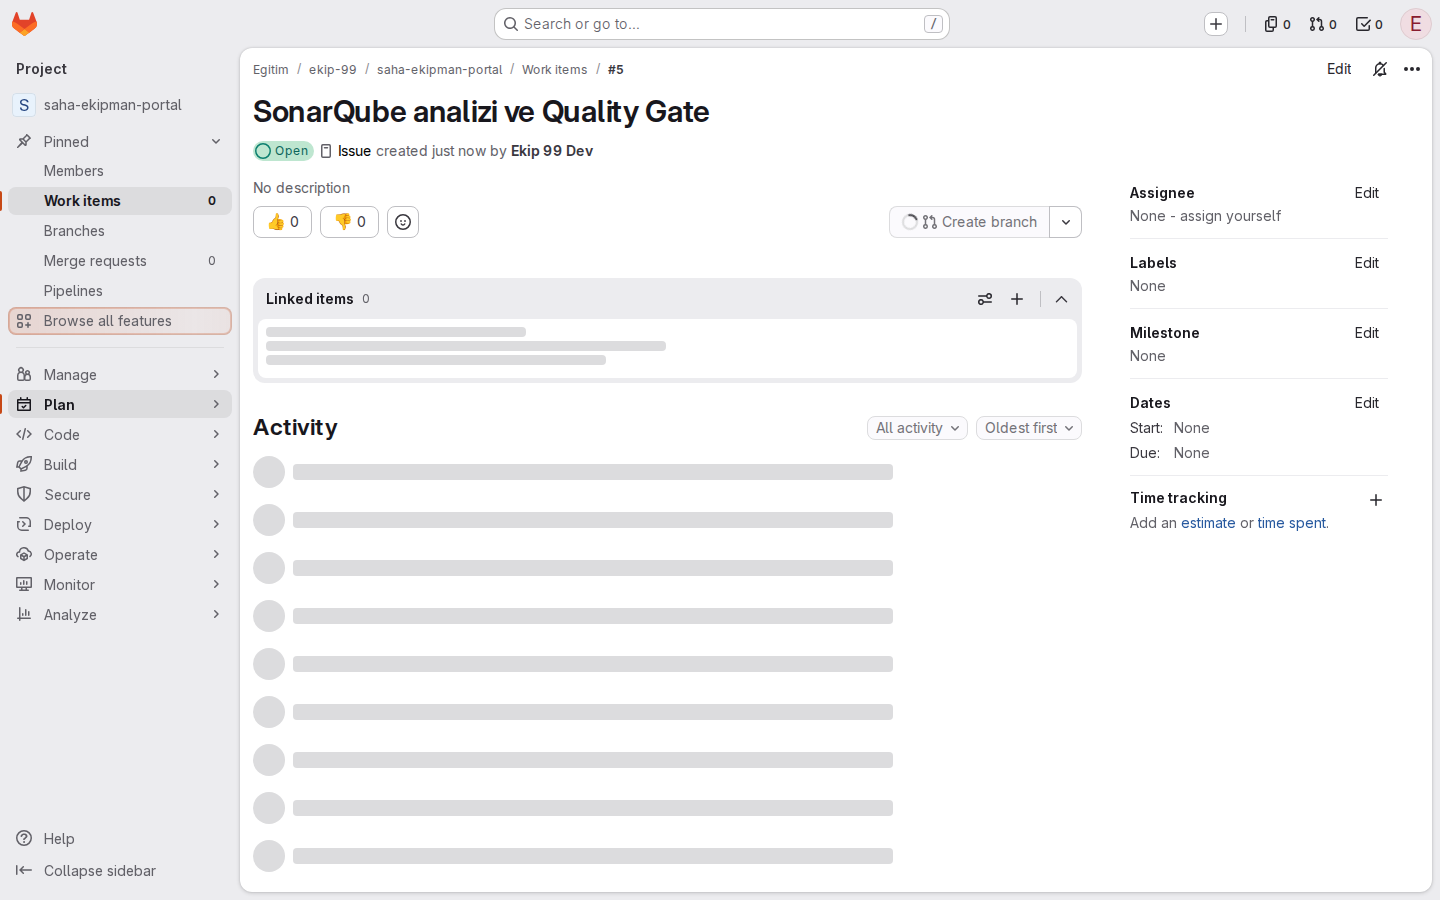 Search or go to...
/
0
0
0
E
Project
S
saha-ekipman-portal
Pinned
Members
Work items 0
Branches
Merge requests 0
Pipelines
Browse all features
Manage
Plan
Code
Build
Secure
Deploy
Operate
Monitor
Analyze
Help
Collapse sidebar
Egitim / ekip-99 / saha-ekipman-portal / Work items / #5
Edit
SonarQube analizi ve Quality Gate
Open Issue created just now by Ekip 99 Dev
No description
👍 0 👎 0
Create branch
Linked items 0
Activity
All activity
Oldest first
Assignee Edit
None - assign yourself
Labels Edit
None
Milestone Edit
None
Dates Edit
Start: None
Due: None
Time tracking
Add an estimate or time spent.